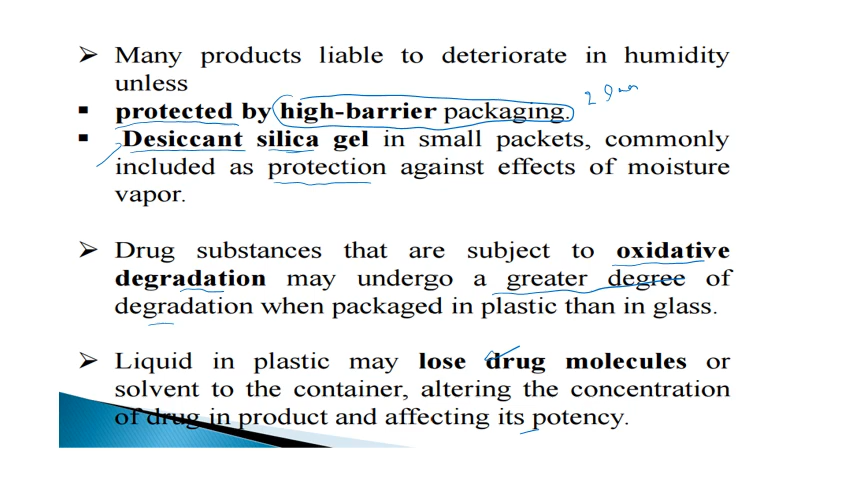 ➢ Many products liable to deteriorate in humidity
unless
▪ protected by high-barrier packaging.
▪ Desiccant silica gel in small packets, commonly
included as protection against effects of moisture
vapor.
➢ Drug substances that are subject to oxidative
degradation may undergo a greater degree of
degradation when packaged in plastic than in glass.
➢ Liquid in plastic may lose drug molecules or
solvent to the container, altering the concentration
of drug in product and affecting its potency.